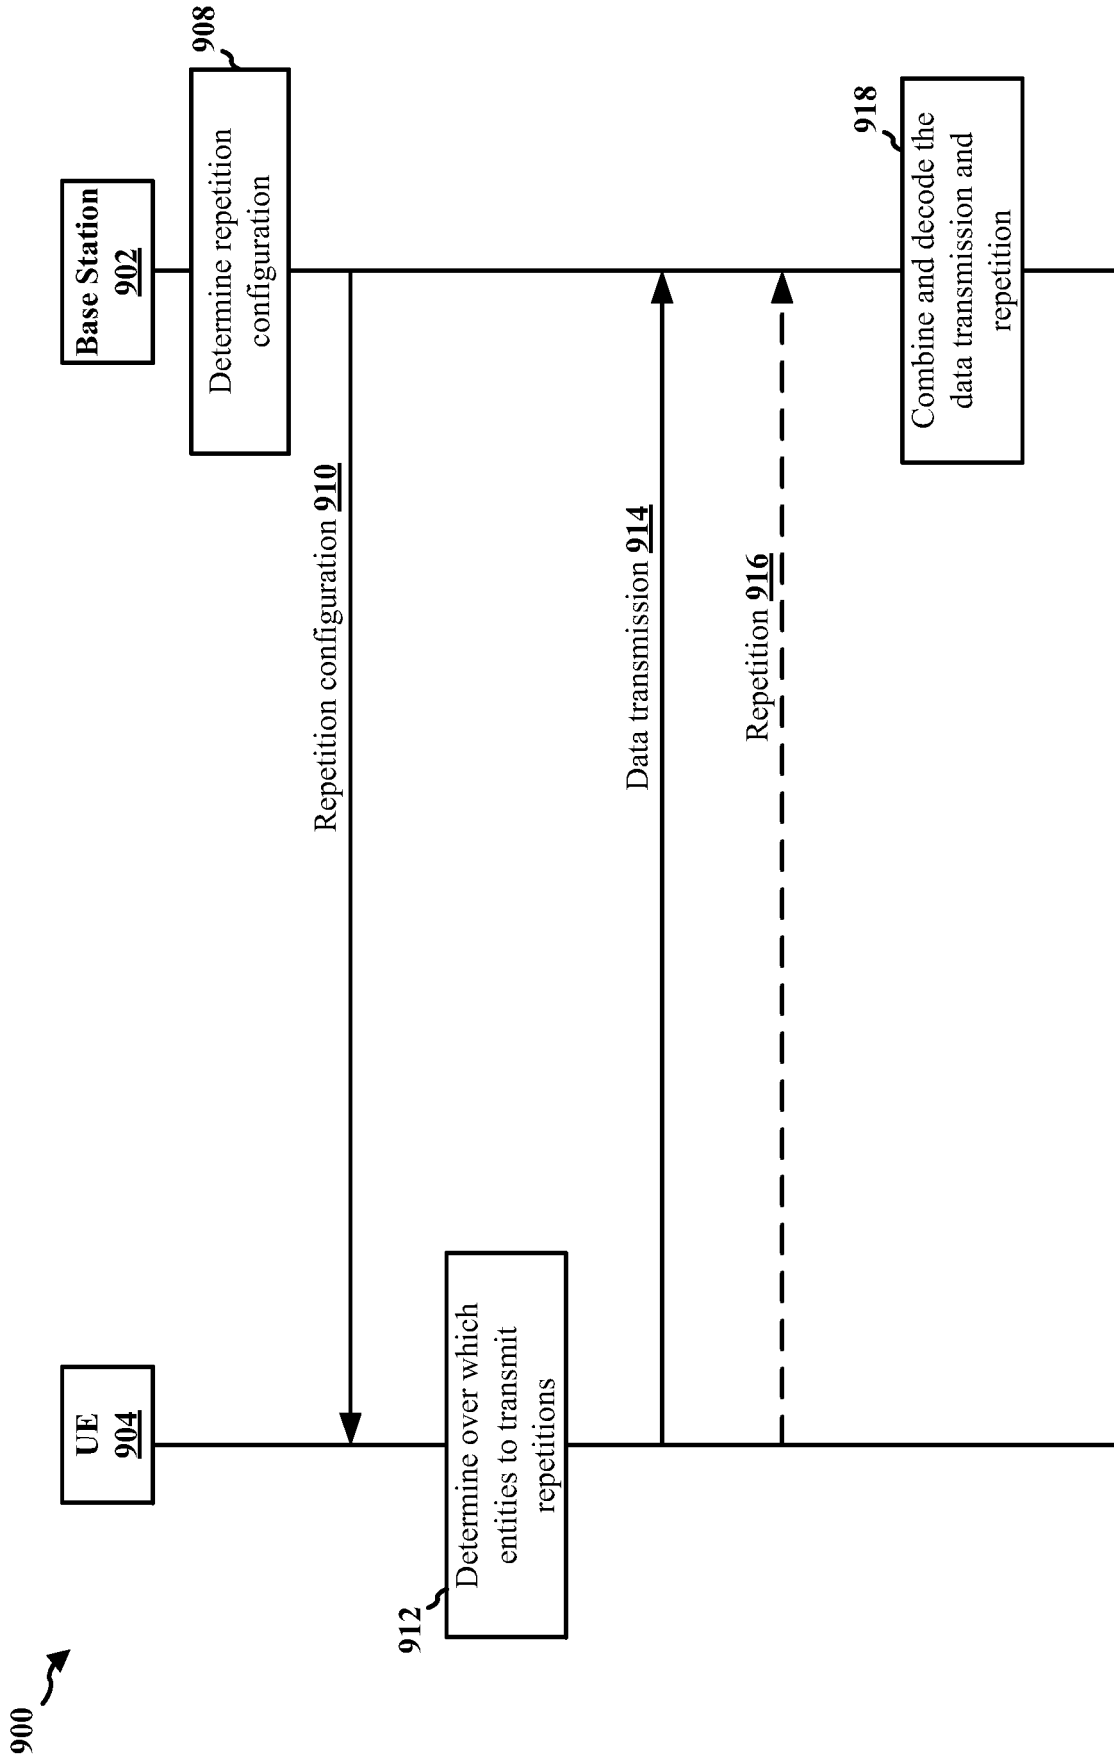 900
UE
904
Base Station
902
908
Determine repetition
configuration
Repetition configuration 910
912
Determine over which
entities to transmit
repetitions
Data transmission 914
Repetition 916
918
Combine and decode the
data transmission and
repetition